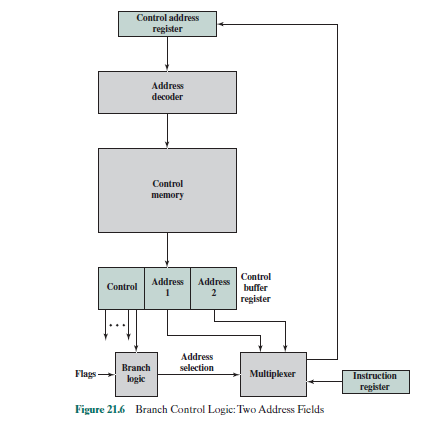 Control address
register
Address
decoder
Control
memory
Control
Address
1
Address
2
Control
buffer
register
...
Flags
Branch
logic
Address
selection
Multiplexer
Instruction
register
Figure 21.6 Branch Control Logic: Two Address Fields